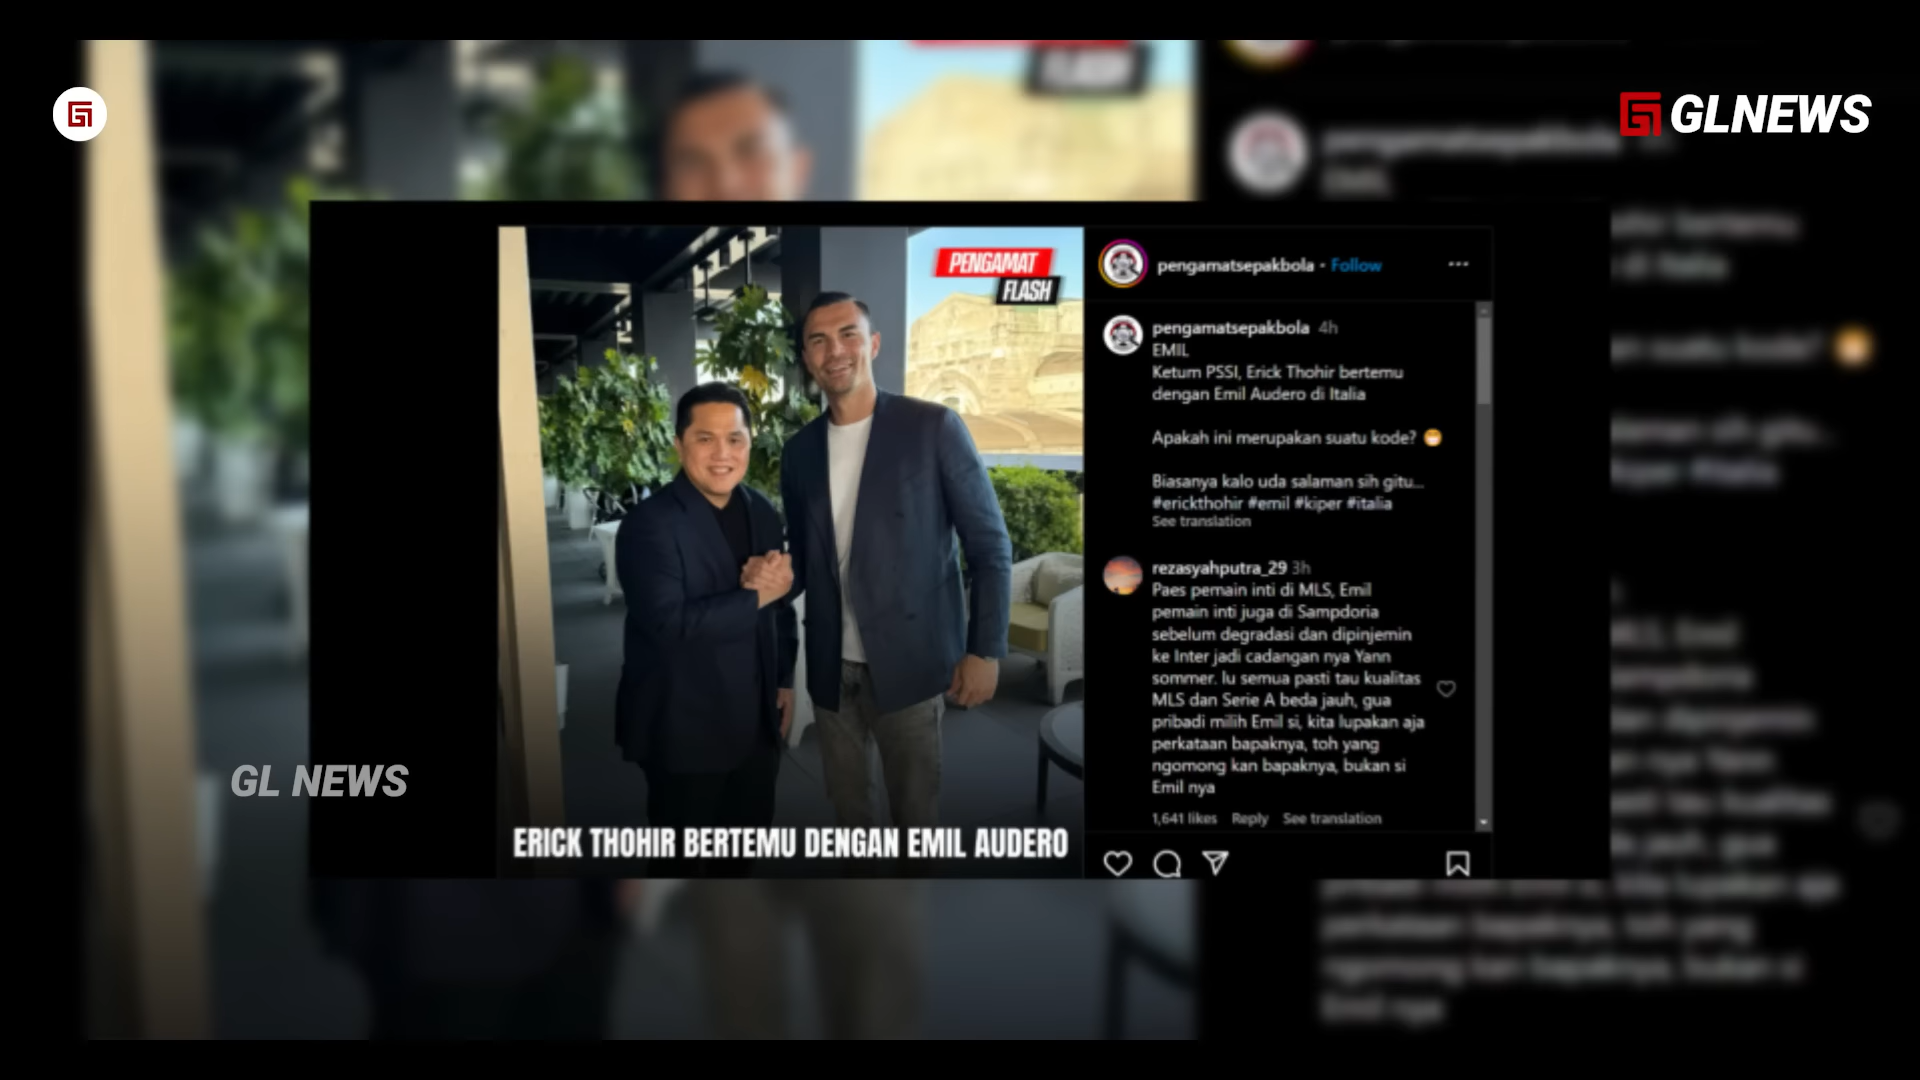 GLNEWS
PENGAMAT
FLASH
GL NEWS
ERICK THOHIR BERTEMU DENGAN EMIL AUDERO
pengamatsepakbola • Follow
pengamatsepakbola 4h
EMIL
Ketum PSSI, Erick Thohir bertemu
dengan Emil Audero di Italia
Apakah ini merupakan suatu kode? 😁
Biasanya kalo uda salaman sih gitu...
#erickthohir #emil #kiper #italia
See translation
rezasyahputra_29 3h
Paes pemain inti di MLS, Emil
pemain inti juga di Sampdoria
sebelum degradasi dan dipinjemin
ke Inter jadi cadangan nya Yann
sommer. lu semua pasti tau kualitas
MLS dan Serie A beda jauh, gua
pribadi milih Emil si, kita lupakan aja
perkataan bapaknya, toh yang
ngomong kan bapaknya, bukan si
Emil nya
1,641 likes Reply See translation